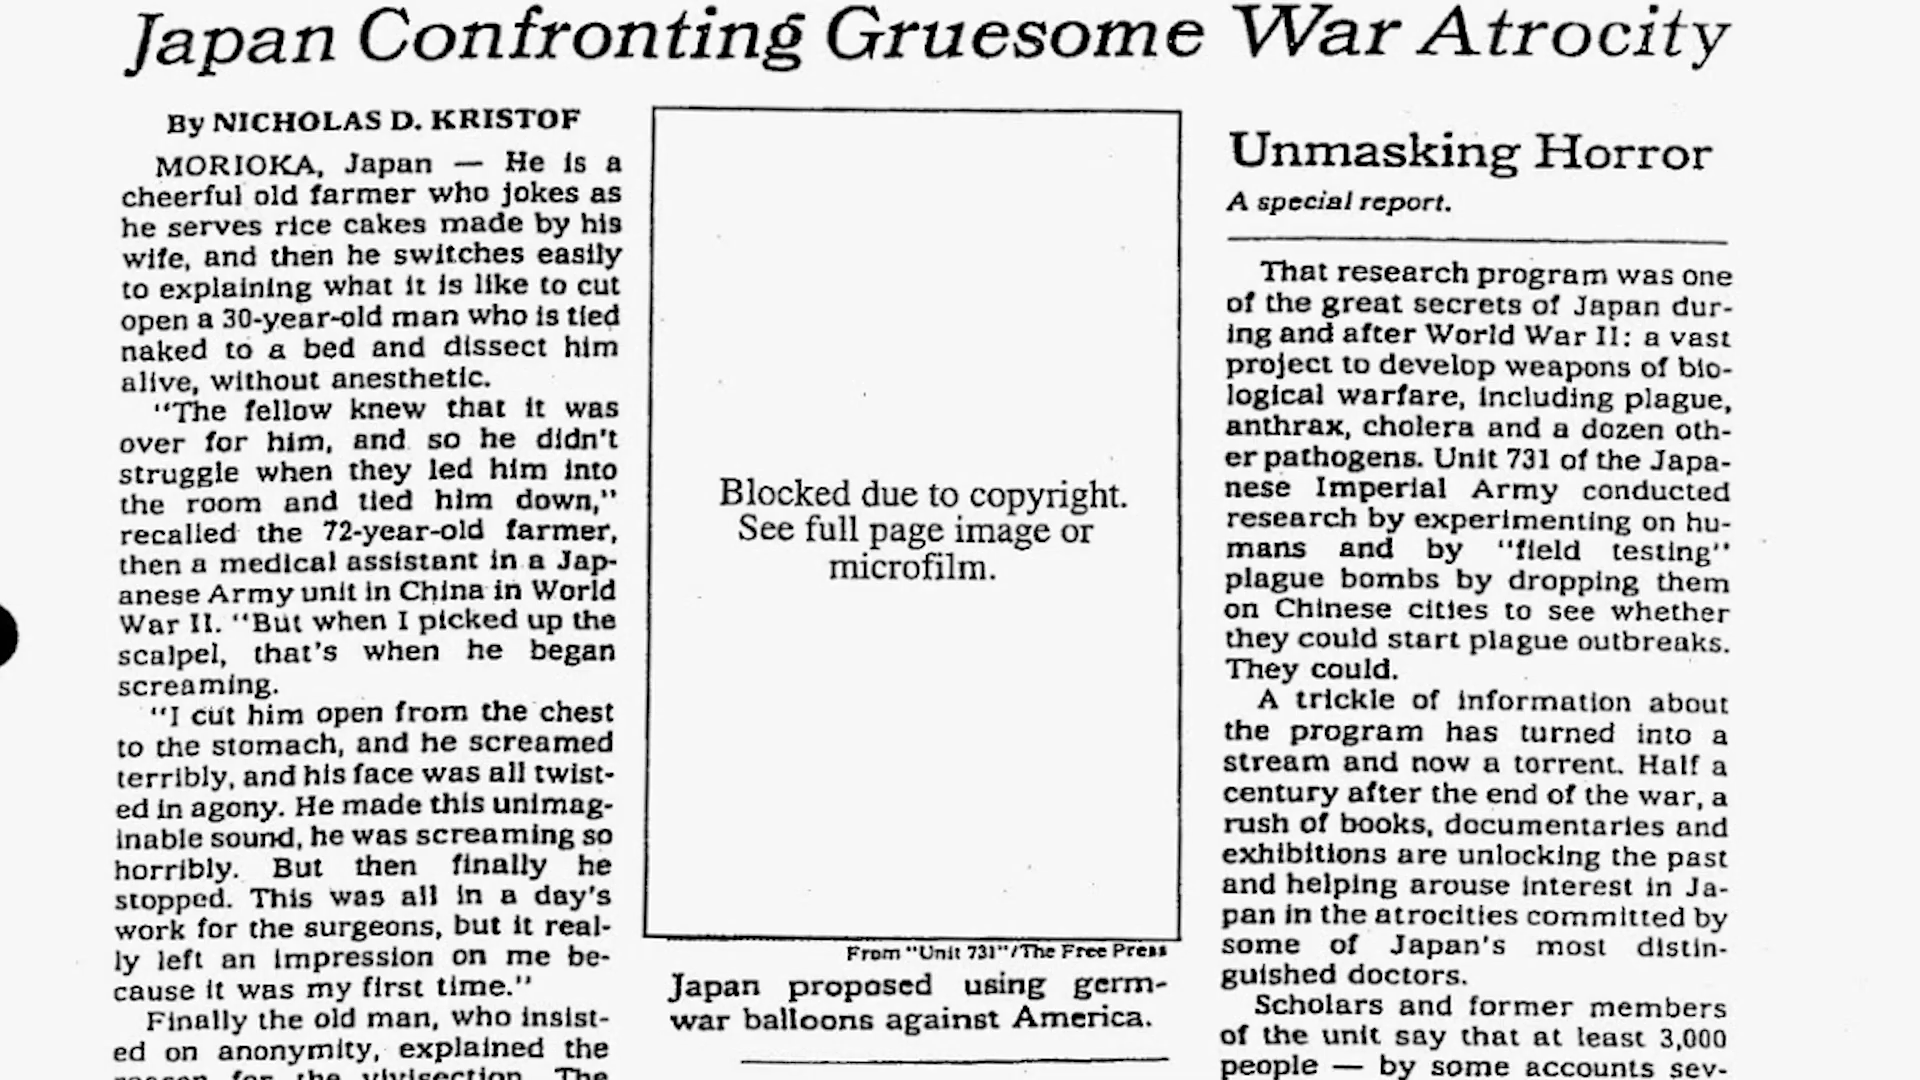 Japan Confronting Gruesome War Atrocity
By NICHOLAS D. KRISTOF
MORIOKA, Japan — He is a
cheerful old farmer who jokes as
he serves rice cakes made by his
wife, and then he switches easily
to explaining what it is like to cut
open a 30-year-old man who is tied
naked to a bed and dissect him
alive, without anesthetic.
"The fellow knew that it was
over for him, and so he didn't
struggle when they led him into
the room and tied him down,"
recalled the 72-year-old farmer,
then a medical assistant in a Jap-
anese Army unit in China in World
War II. "But when I picked up the
scalpel, that's when he began
screaming.
"I cut him open from the chest
to the stomach, and he screamed
terribly, and his face was all twist-
ed in agony. He made this unimag-
inable sound, he was screaming so
horribly. But then finally he
stopped. This was all in a day's
work for the surgeons, but it real-
ly left an impression on me be-
cause it was my first time."
Finally the old man, who insist-
ed on anonymity, explained the
reason for the vivisection. The
Blocked due to copyright.
See full page image or
microfilm.
From "Unit 731"/The Free Press
Japan proposed using germ-
war balloons against America.
Unmasking Horror
A special report.
That research program was one
of the great secrets of Japan dur-
ing and after World War II: a vast
project to develop weapons of bio-
logical warfare, including plague,
anthrax, cholera and a dozen oth-
er pathogens. Unit 731 of the Japa-
nese Imperial Army conducted
research by experimenting on hu-
mans and by "field testing"
plague bombs by dropping them
on Chinese cities to see whether
they could start plague outbreaks.
They could.
A trickle of information about
the program has turned into a
stream and now a torrent. Half a
century after the end of the war, a
rush of books, documentaries and
exhibitions are unlocking the past
and helping arouse interest in Ja-
pan in the atrocities committed by
some of Japan's most distin-
guished doctors.
Scholars and former members
of the unit say that at least 3,000
people — by some accounts sev-